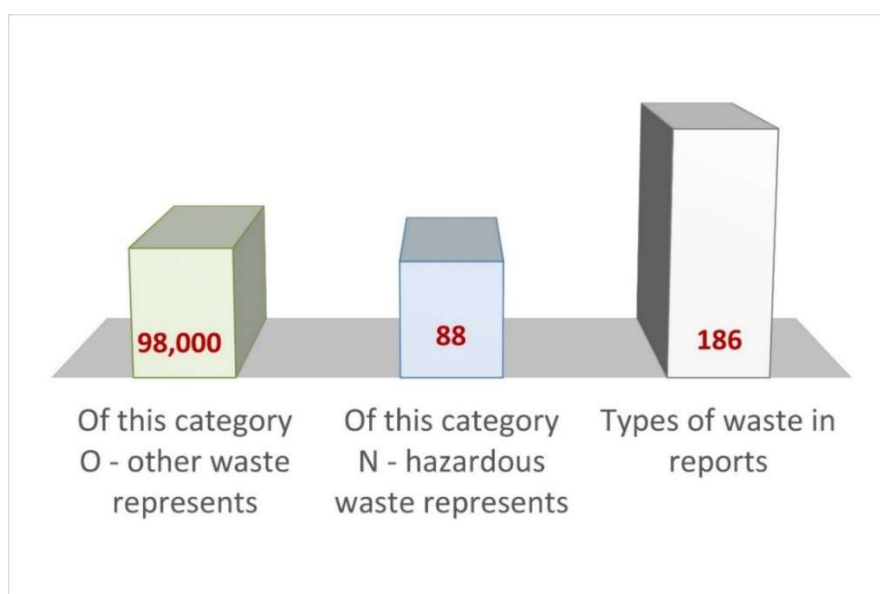 98,000
88
186
Of this category
O - other waste
represents
Of this category
N - hazardous
waste represents
Types of waste in
reports